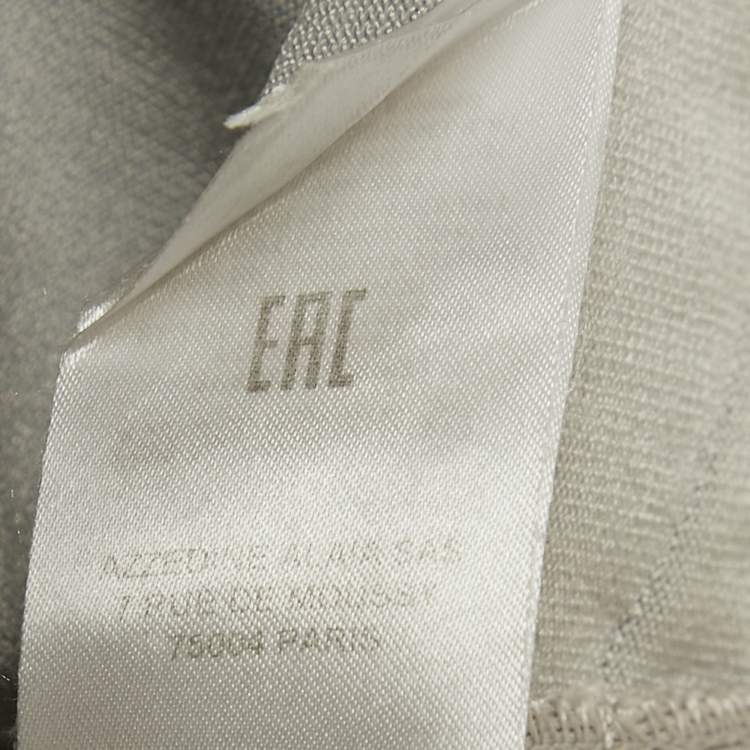 EAC
AZZEDINE ALAIA SAS
7 RUE DE MOUSSY
75004 PARIS